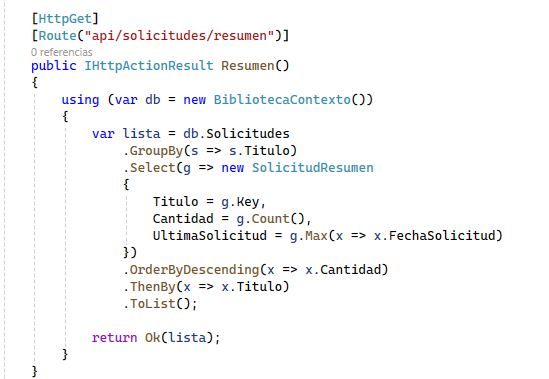 [HttpGet]
[Route("api/solicitudes/resumen")]
0 referencias
public IHttpActionResult Resumen()
{
    using (var db = new BibliotecaContexto())
    {
        var lista = db.Solicitudes
            .GroupBy(s => s.Titulo)
            .Select(g => new SolicitudResumen
            {
                Titulo = g.Key,
                Cantidad = g.Count(),
                UltimaSolicitud = g.Max(x => x.FechaSolicitud)
            })
            .OrderByDescending(x => x.Cantidad)
            .ThenBy(x => x.Titulo)
            .ToList();

        return Ok(lista);
    }
}